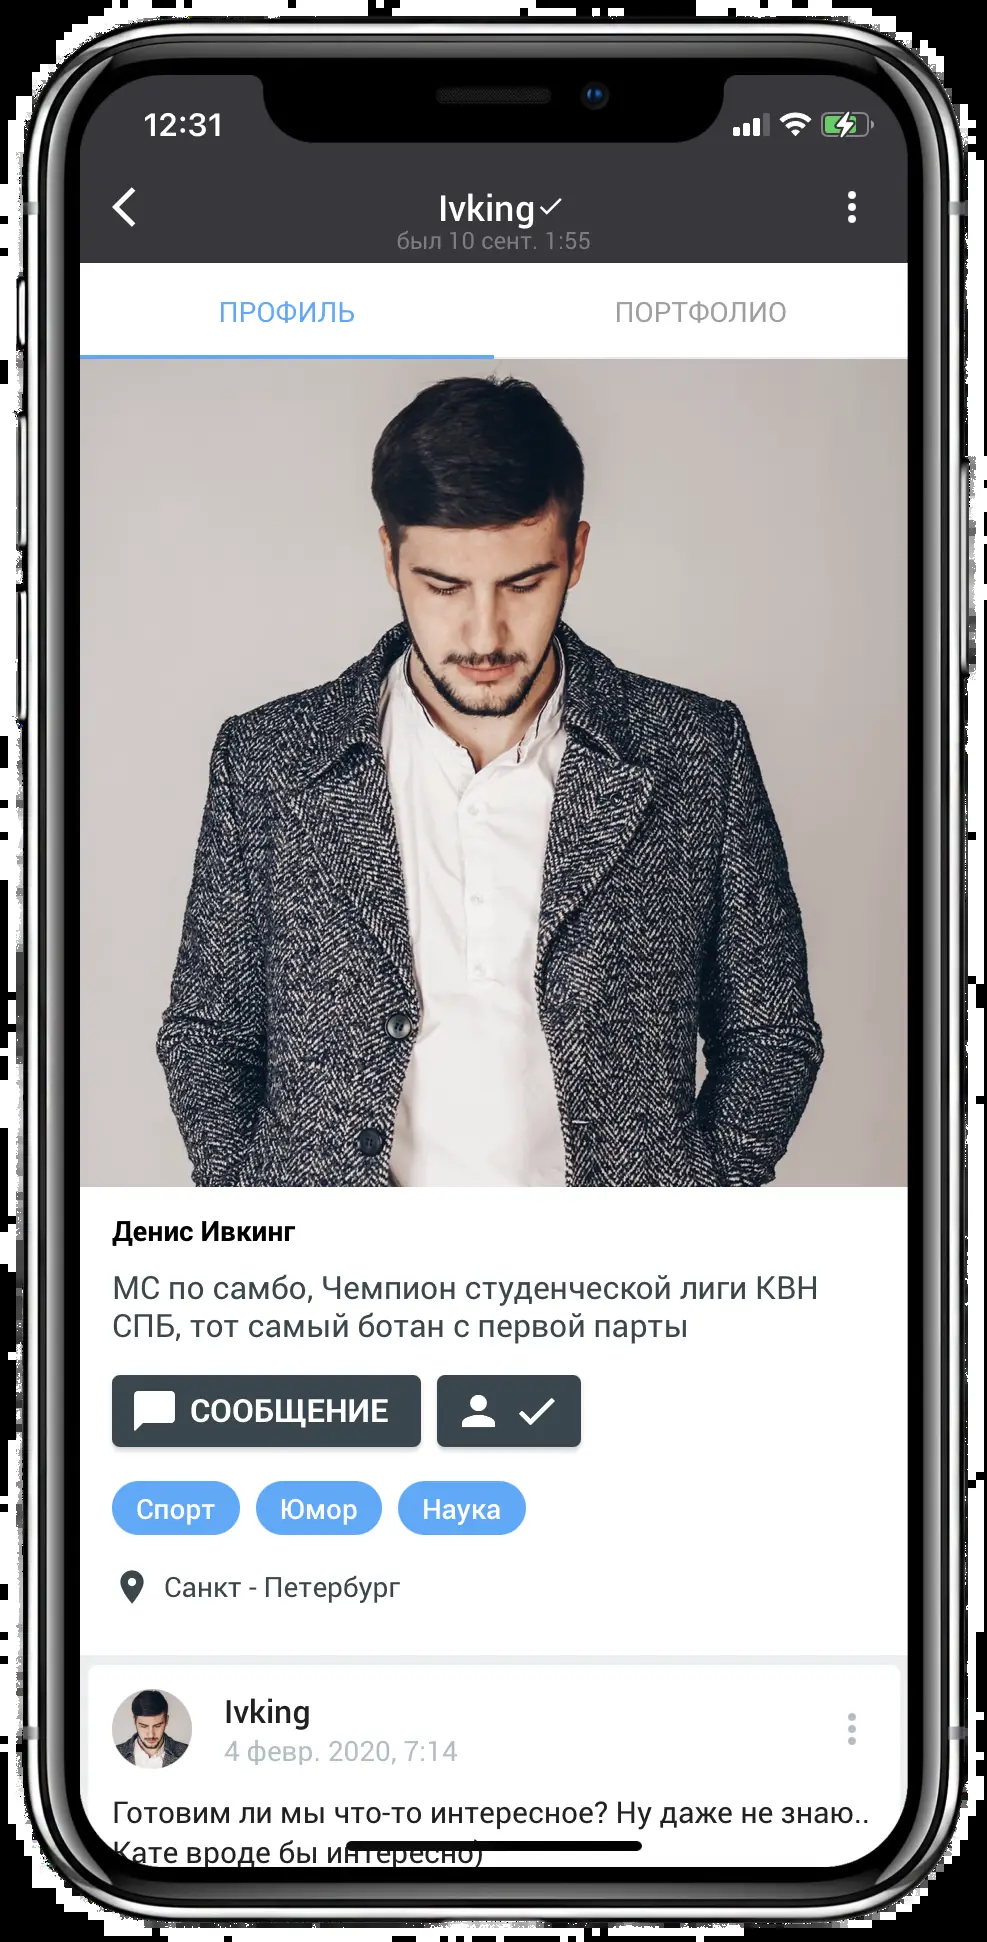 12:31
Ivking
был 10 сент. 1:55
ПРОФИЛЬ ПОРТФОЛИО
Денис Ивкинг
МС по самбо, Чемпион студенческой лиги КВН
СПБ, тот самый ботан с первой парты
СООБЩЕНИЕ
Спорт Юмор Наука
Санкт - Петербург
Ivking
4 февр. 2020, 7:14
Готовим ли мы что-то интересное? Ну даже не знаю..
Кате вроде бы интересно)